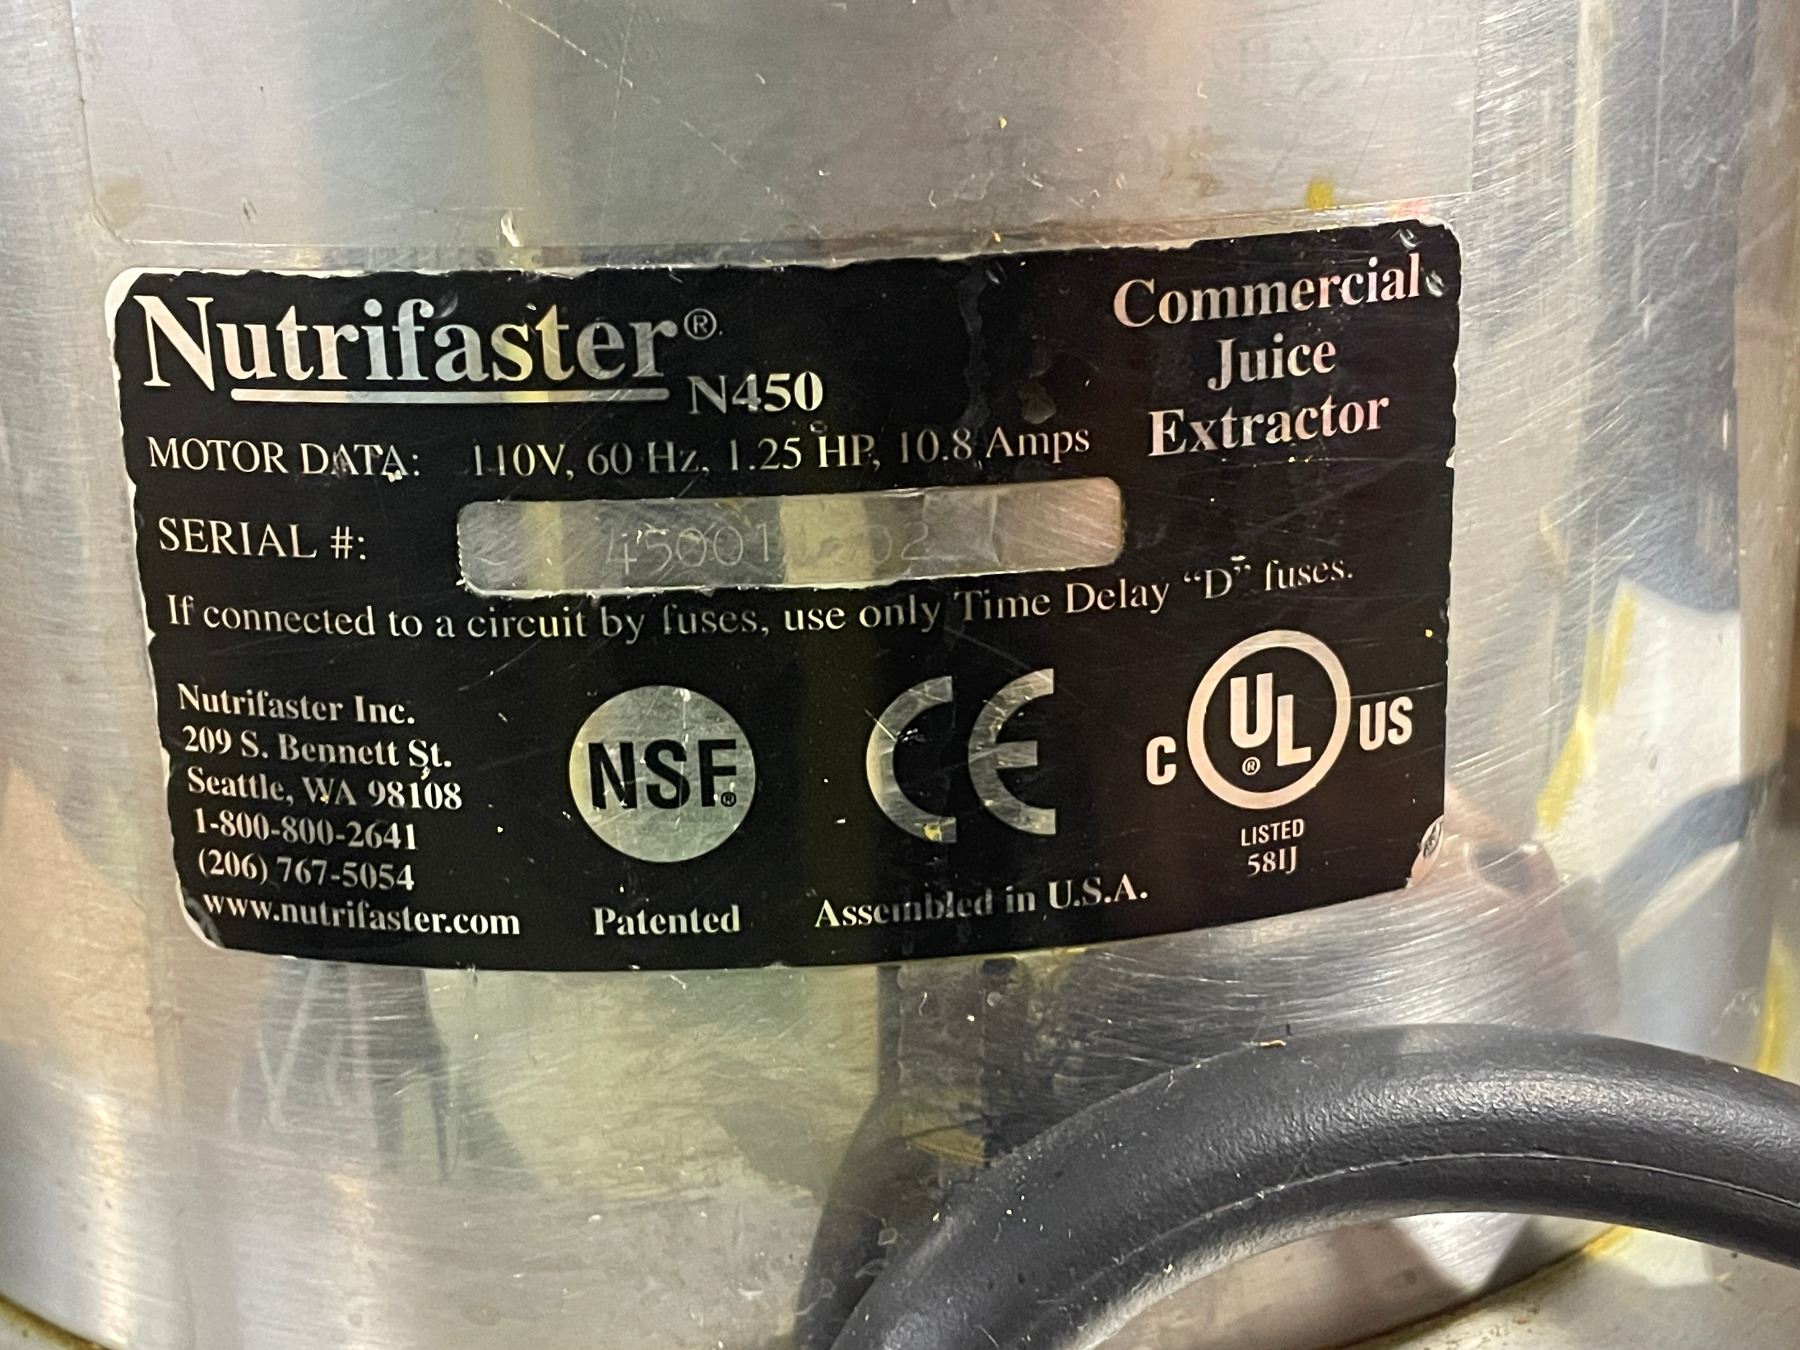 Nutrifaster®
N450
Commercial
Juice
Extractor
MOTOR DATA: 110V, 60 Hz, 1.25 HP, 10.8 Amps
SERIAL #:
If connected to a circuit by fuses, use only Time Delay “D” fuses.
Nutrifaster Inc.
209 S. Bennett St.
Seattle, WA 98108
1-800-800-2641
(206) 767-5054
www.nutrifaster.com
NSF®
Patented
CE
Assembled in U.S.A.
C UL® US
LISTED
581J